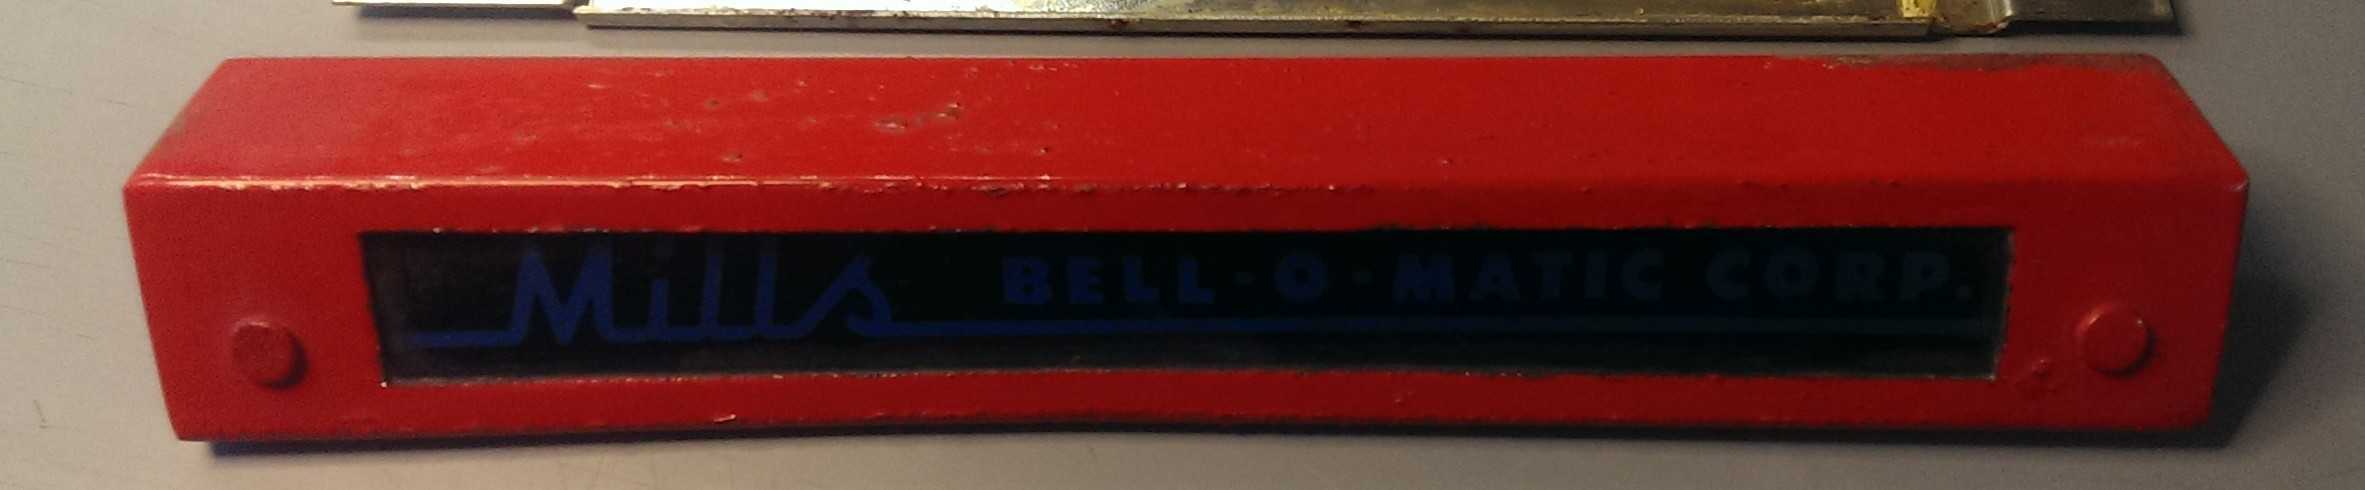 Mills BELL-O-MATIC CORP.